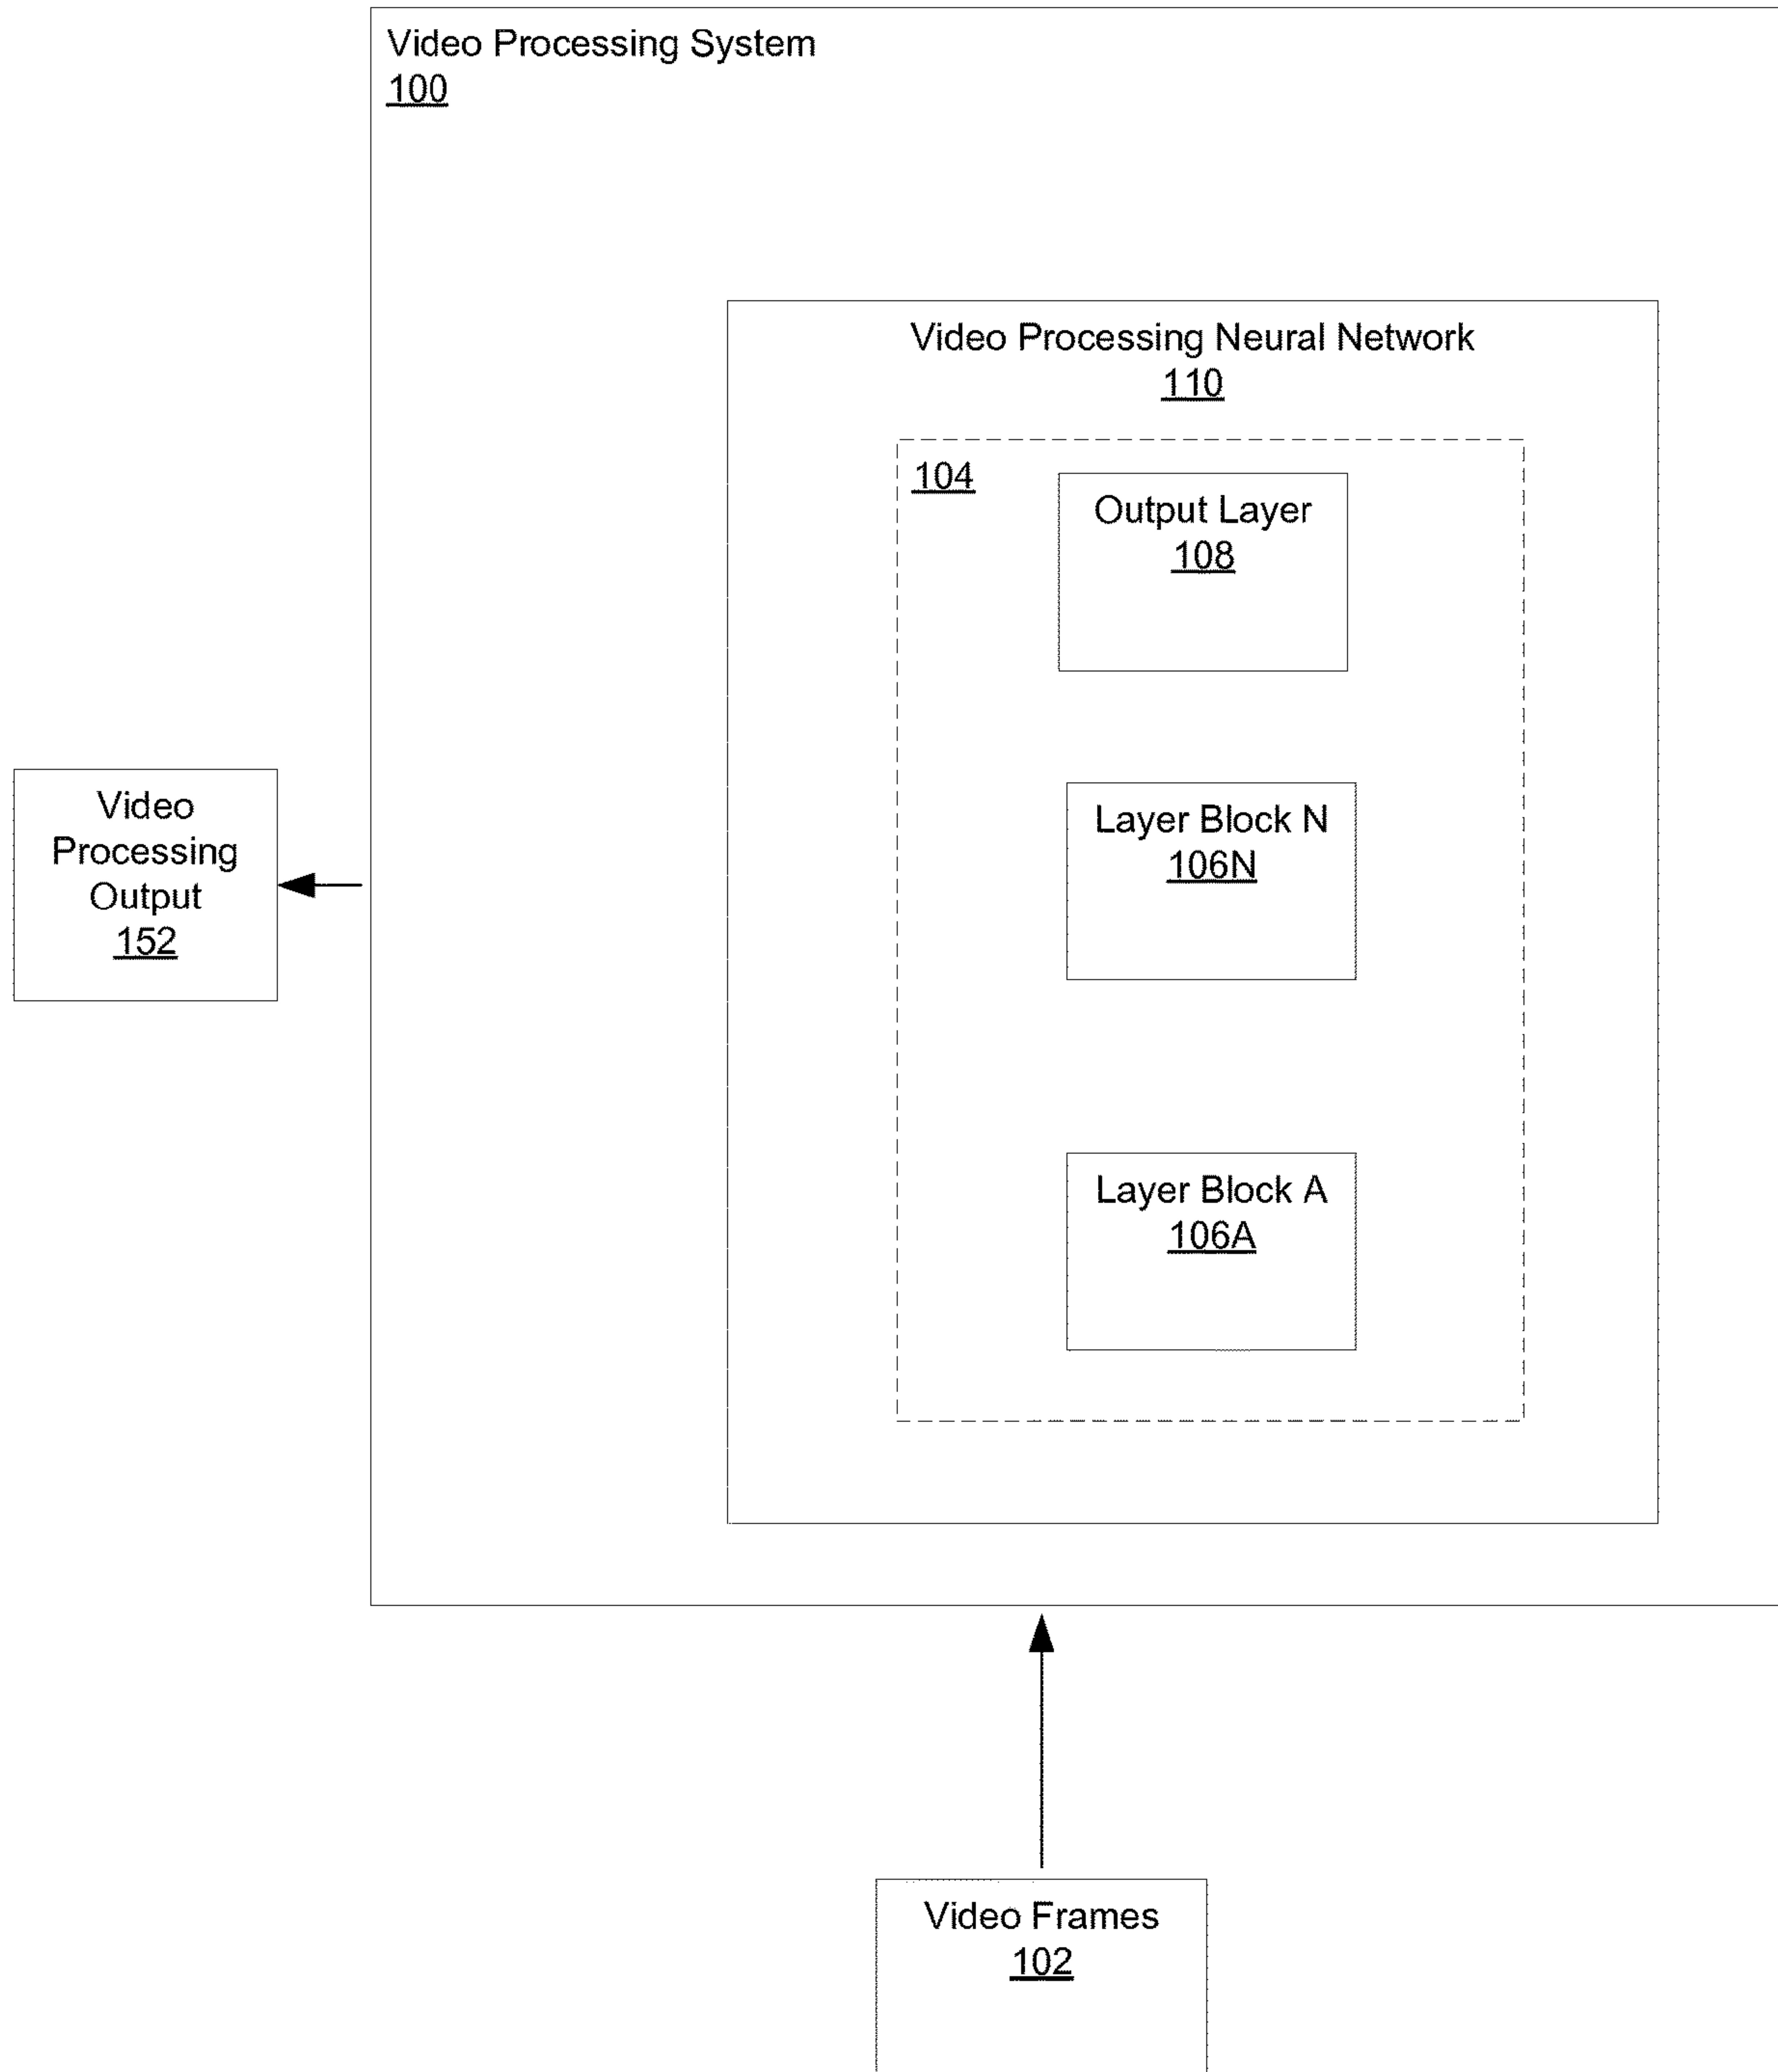 Video Processing System
100
Video Processing Neural Network
110
104
Output Layer
108
Layer Block N
106N
Layer Block A
106A
Video
Processing
Output
152
Video Frames
102